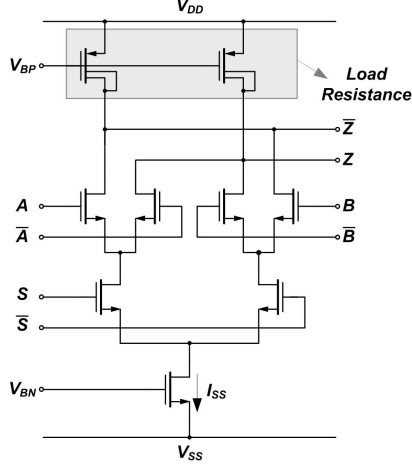 V_DD
V_BP
Load
Resistance
Z̅
Z
A
B
A̅
B̅
S
S̅
V_BN
I_SS
V_SS